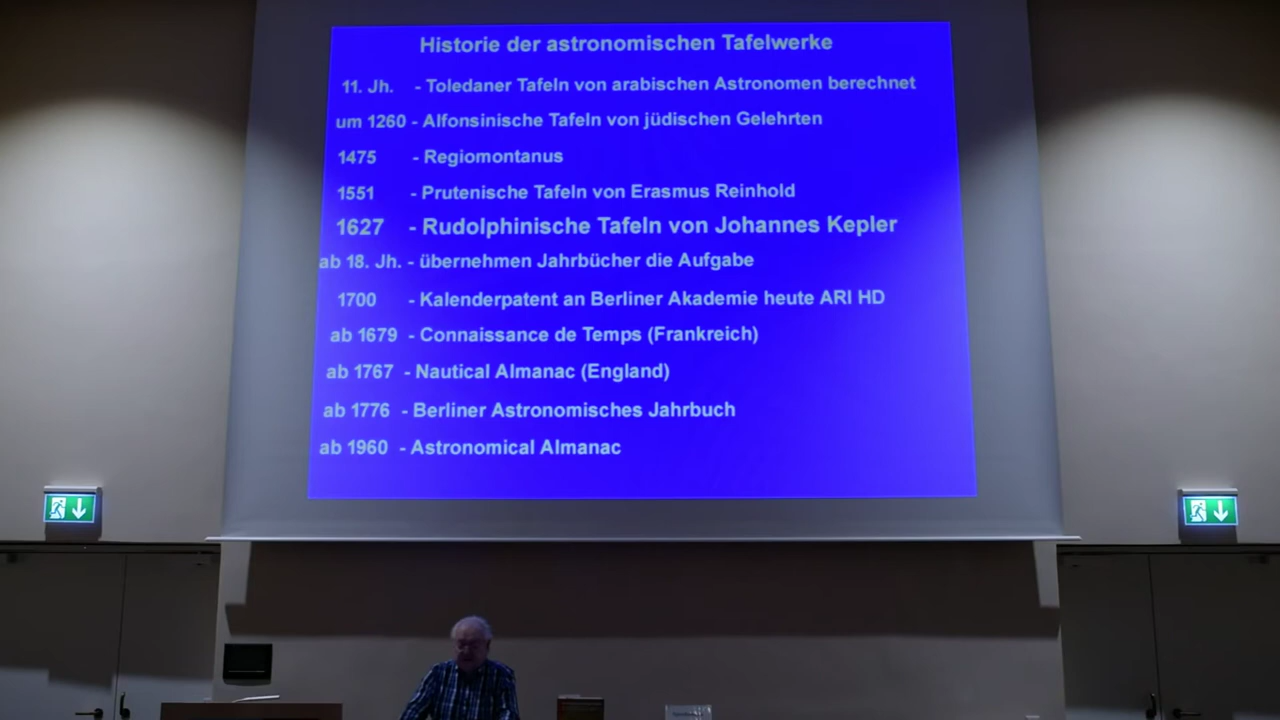 Historie der astronomischen Tafelwerke
11. Jh. - Toledaner Tafeln von arabischen Astronomen berechnet
um 1260 - Alfonsinische Tafeln von jüdischen Gelehrten
1475 - Regiomontanus
1551 - Prutenische Tafeln von Erasmus Reinhold
1627 - Rudolphinische Tafeln von Johannes Kepler
ab 18. Jh. - übernehmen Jahrbücher die Aufgabe
1700 - Kalenderpatent an Berliner Akademie heute ARI HD
ab 1679 - Connaissance de Temps (Frankreich)
ab 1767 - Nautical Almanac (England)
ab 1776 - Berliner Astronomisches Jahrbuch
ab 1960 - Astronomical Almanac